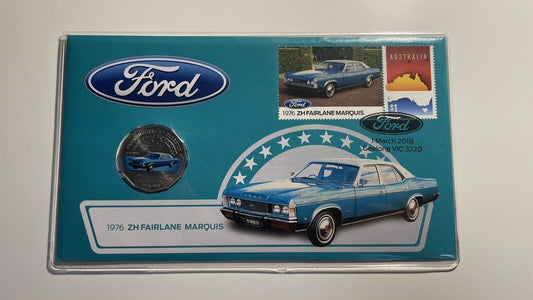 Ford
AUSTRALIA
$1
Ford
1976 ZH FAIRLANE MARQUIS
Ford
1 March 2018
Geelong VIC 3220
1976 ZH FAIRLANE MARQUIS